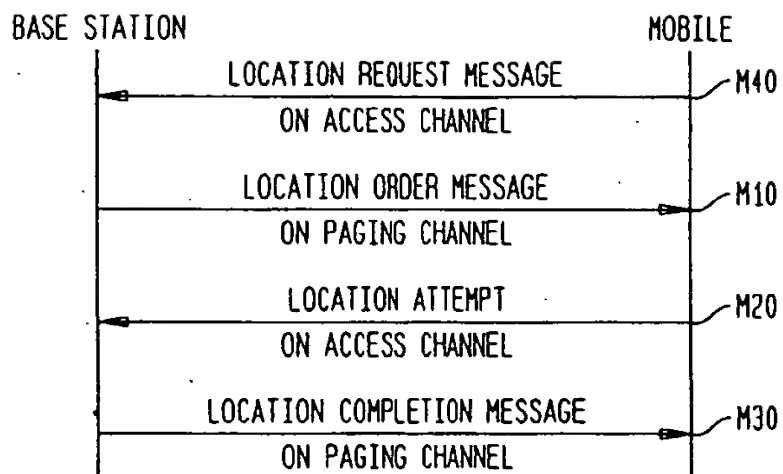 BASE STATION MOBILE
LOCATION REQUEST MESSAGE M40
ON ACCESS CHANNEL
LOCATION ORDER MESSAGE M10
ON PAGING CHANNEL
LOCATION ATTEMPT M20
ON ACCESS CHANNEL
LOCATION COMPLETION MESSAGE M30
ON PAGING CHANNEL